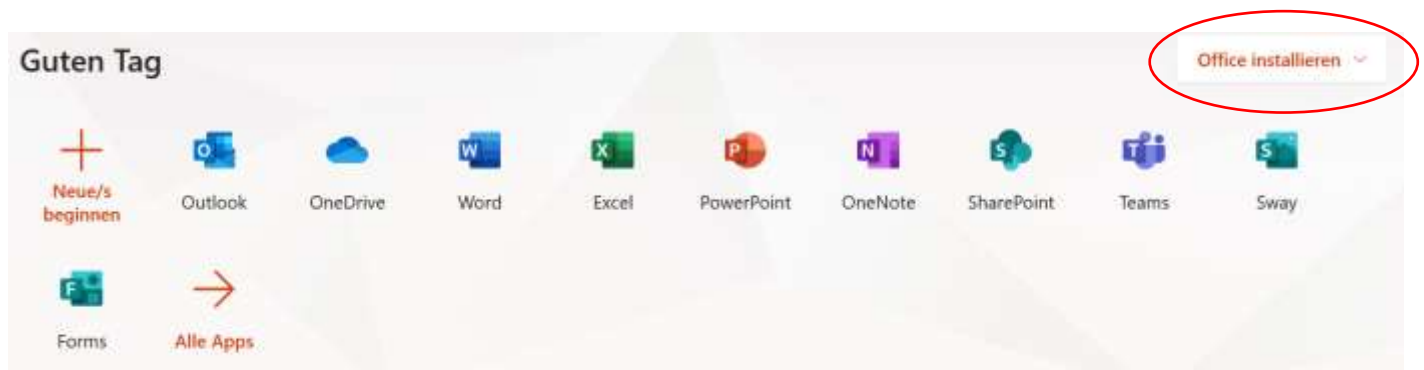 Guten Tag
Office installieren
Neue/s
beginnen
Outlook
OneDrive
Word
Excel
PowerPoint
OneNote
SharePoint
Teams
Sway
Forms
Alle Apps